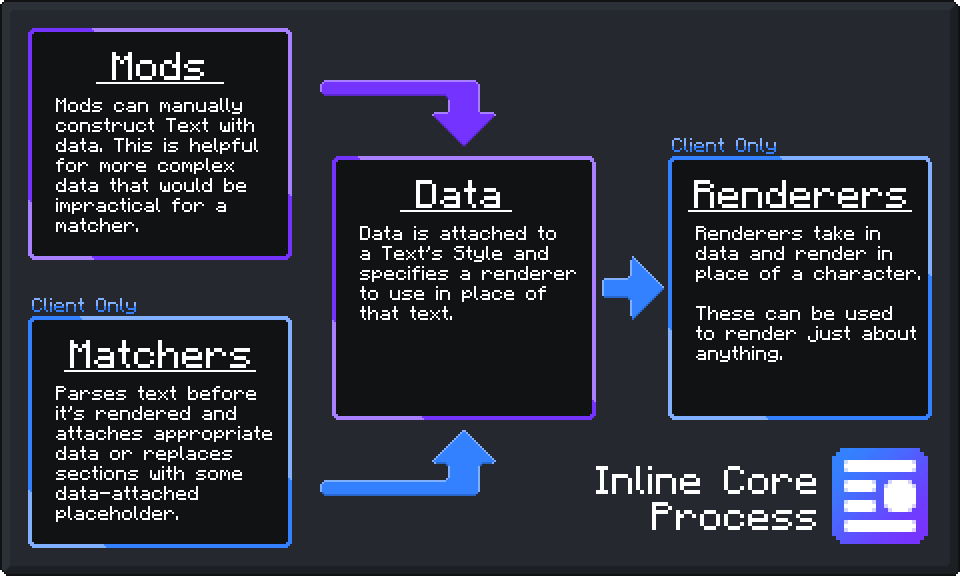 Mods
Mods can manually
construct Text with
data. This is helpful
for more complex
data that would be
impractical for a
matcher.
Client Only
Matchers
Parses text before
it's rendered and
attaches appropriate
data or replaces
sections with some
data-attached
placeholder.
Data
Data is attached to
a Text's Style and
specifies a renderer
to use in place of
that text.
Client Only
Renderers
Renderers take in
data and render in
place of a character.
These can be used
to render just about
anything.
Inline Core
Process